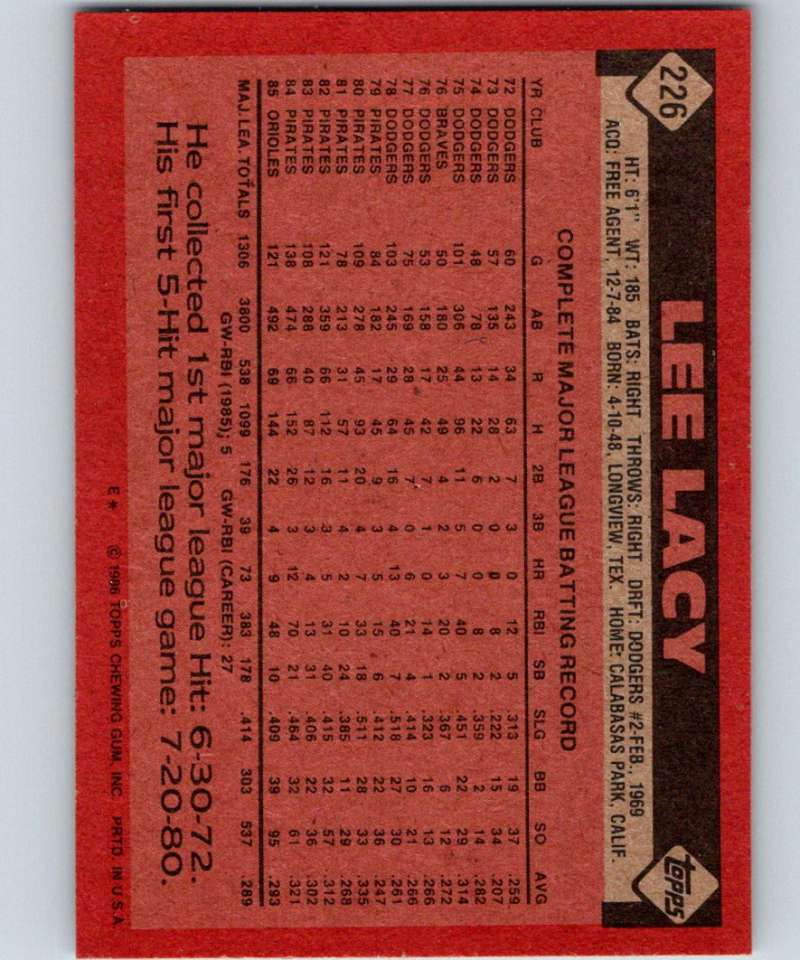 226
LEE LACY
topps
HT: 6'1" WT: 185 BATS: RIGHT THROWS: RIGHT DRFT: DODGERS #2-FEB., 1969
ACQ: FREE AGENT, 12-7-84 BORN: 4-10-48, LONGVIEW, TEX. HOME: CALABASAS PARK, CALIF.
COMPLETE MAJOR LEAGUE BATTING RECORD
YR CLUB G AB R H 2B 3B HR RBI SB SLG BB SO AVG
72 DODGERS 60 243 34 63 7 3 0 12 5 .313 19 37 .259
73 DODGERS 57 135 14 28 2 0 0 8 2 .222 15 34 .207
74 DODGERS 48 78 13 22 6 0 0 8 2 .359 2 14 .282
75 DODGERS 101 306 44 96 11 5 7 40 5 .451 22 29 .314
76 BRAVES 50 180 25 49 4 2 3 20 2 .367 6 12 .272
76 DODGERS 53 158 17 42 7 1 0 14 1 .323 16 13 .266
77 DODGERS 75 169 28 45 7 0 6 21 4 .414 10 21 .266
78 DODGERS 103 245 29 64 16 4 13 40 7 .518 27 30 .261
79 PIRATES 84 182 17 45 9 3 5 15 6 .412 22 36 .247
80 PIRATES 109 278 45 93 20 4 7 33 18 .511 28 33 .335
81 PIRATES 78 213 31 57 11 4 2 10 24 .385 11 29 .268
82 PIRATES 121 359 66 112 16 3 5 31 40 .415 32 57 .312
83 PIRATES 108 288 40 87 12 3 4 13 31 .406 22 36 .302
84 PIRATES 138 474 66 152 26 3 12 70 21 .464 32 61 .321
85 ORIOLES 121 492 69 144 22 4 9 48 10 .409 39 95 .293
MAJ. LEA. TOTALS 1306 3800 538 1099 176 39 73 383 178 .414 303 537 .289
GW-RBI (1985): 5 GW-RBI (CAREER): 27
He collected 1st major league Hit: 6-30-72.
His first 5-Hit major league game: 7-20-80.
E* © 1986 TOPPS CHEWING GUM, INC. PRTD. IN U.S.A.